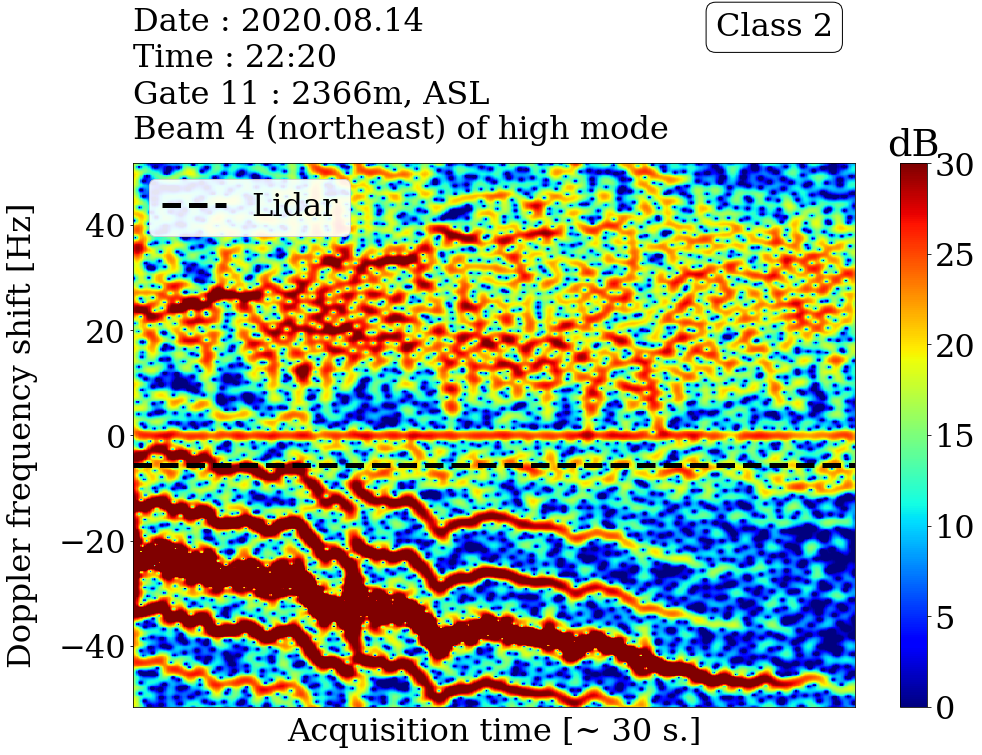 Date : 2020.08.14
Time : 22:20
Gate 11 : 2366m, ASL
Beam 4 (northeast) of high mode
Class 2
dB
Lidar
Doppler frequency shift [Hz]
40
20
0
−20
−40
Acquisition time [~ 30 s.]
30
25
20
15
10
5
0